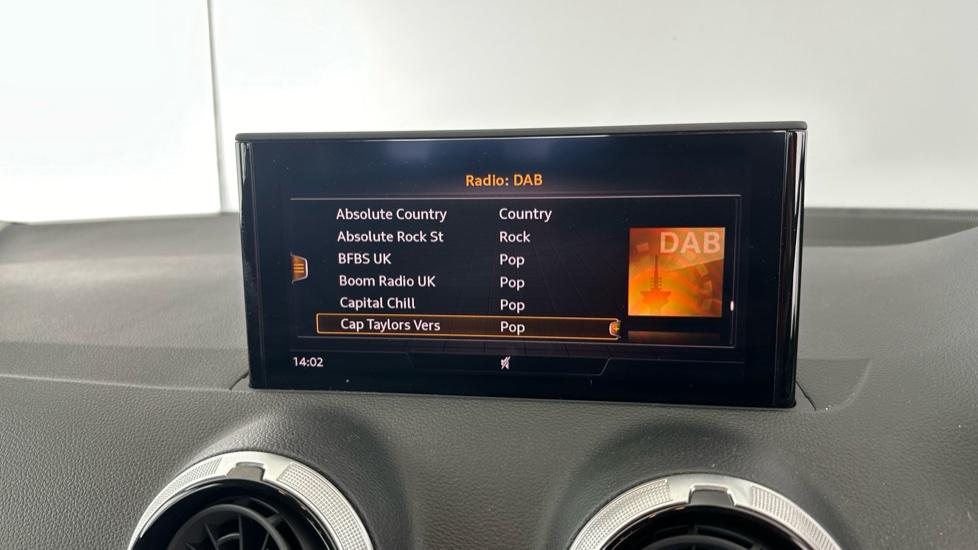 Radio: DAB
Absolute Country Country
Absolute Rock St Rock
BFBS UK Pop
Boom Radio UK Pop
Capital Chill Pop
Cap Taylors Vers Pop
DAB
14:02